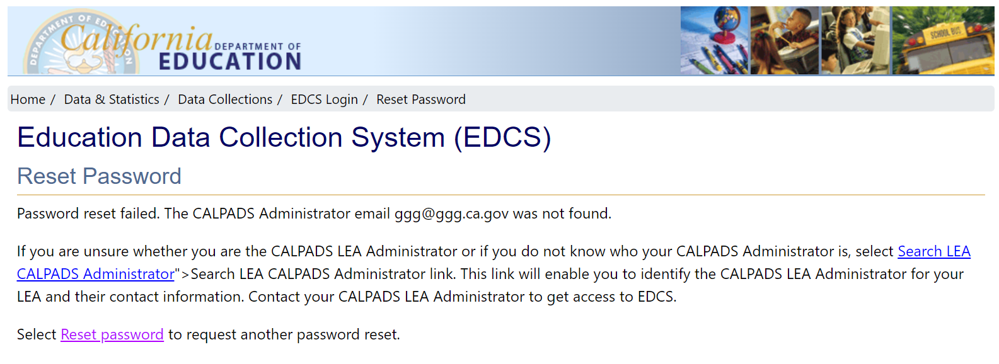 DEPARTMENT OF EDUCATION
California DEPARTMENT OF
EDUCATION
SCHOOL BUS
Home / Data & Statistics / Data Collections / EDCS Login / Reset Password
Education Data Collection System (EDCS)
Reset Password
Password reset failed. The CALPADS Administrator email ggg@ggg.ca.gov was not found.
If you are unsure whether you are the CALPADS LEA Administrator or if you do not know who your CALPADS Administrator is, select Search LEA
CALPADS Administrator">Search LEA CALPADS Administrator link. This link will enable you to identify the CALPADS LEA Administrator for your
LEA and their contact information. Contact your CALPADS LEA Administrator to get access to EDCS.
Select Reset password to request another password reset.